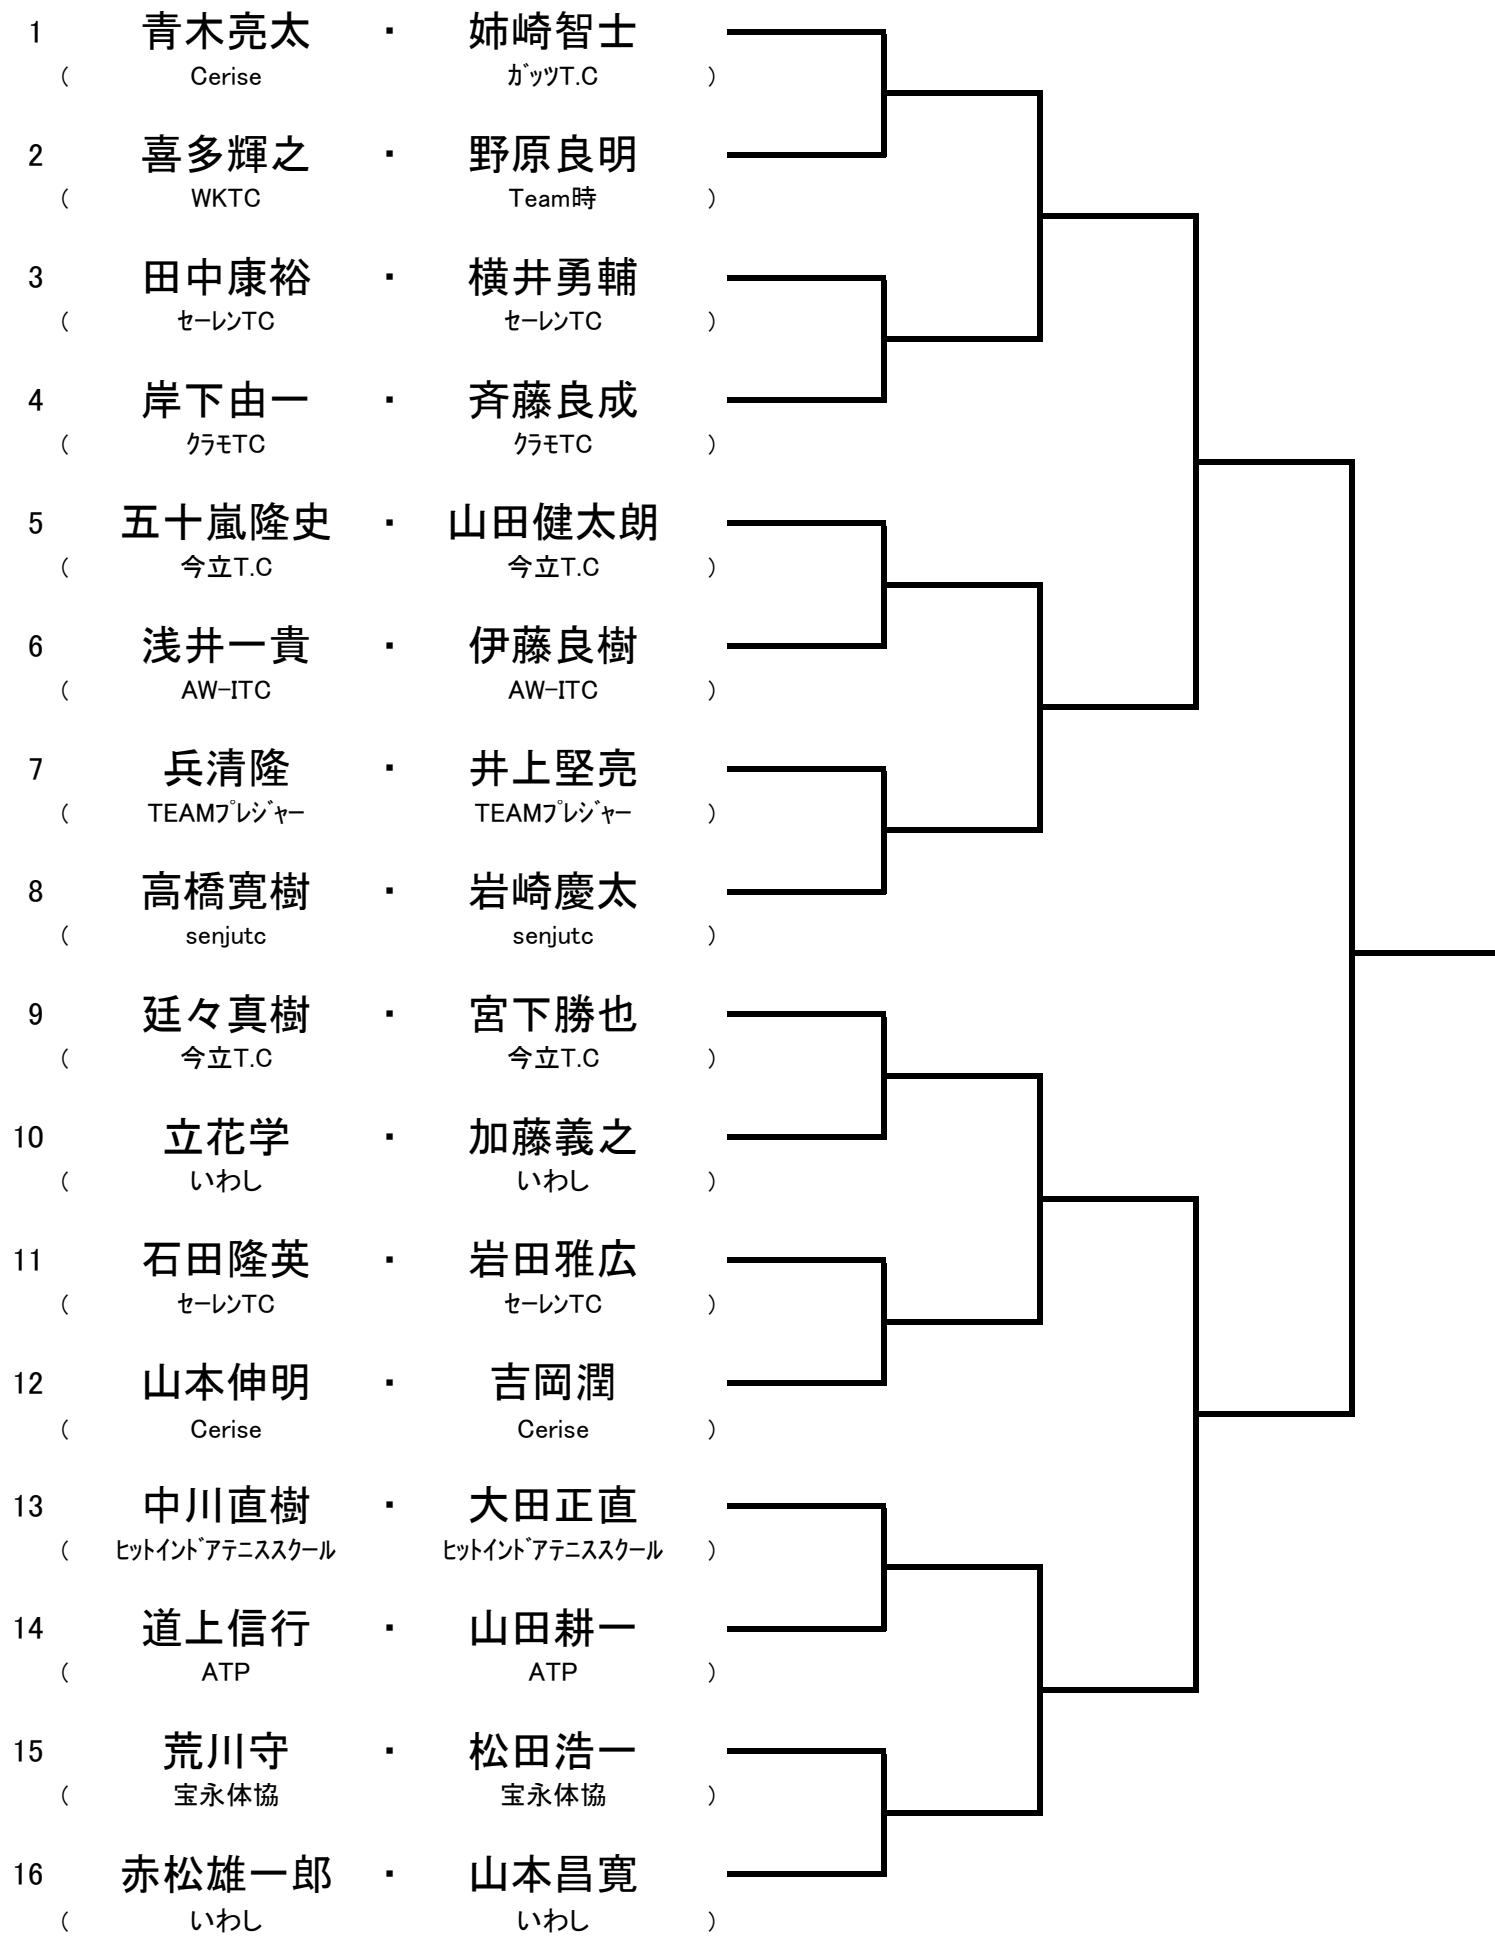 1 青木亮太 ・ 姉崎智士
( Cerise ｶﾞｯﾂT.C )
2 喜多輝之 ・ 野原良明
( WKTC Team時 )
3 田中康裕 ・ 横井勇輔
( ｾｰﾚﾝTC ｾｰﾚﾝTC )
4 岸下由一 ・ 斉藤良成
( ｸﾗﾓTC ｸﾗﾓTC )
5 五十嵐隆史 ・ 山田健太朗
( 今立T.C 今立T.C )
6 浅井一貴 ・ 伊藤良樹
( AW-ITC AW-ITC )
7 兵清隆 ・ 井上堅亮
( TEAMﾌﾟﾚｼﾞｬｰ TEAMﾌﾟﾚｼﾞｬｰ )
8 高橋寛樹 ・ 岩崎慶太
( senjutc senjutc )
9 廷々真樹 ・ 宮下勝也
( 今立T.C 今立T.C )
10 立花学 ・ 加藤義之
( いわし いわし )
11 石田隆英 ・ 岩田雅広
( ｾｰﾚﾝTC ｾｰﾚﾝTC )
12 山本伸明 ・ 吉岡潤
( Cerise Cerise )
13 中川直樹 ・ 大田正直
( ﾋｯﾄｲﾝﾄﾞｱﾃﾆｽｽｸｰﾙ ﾋｯﾄｲﾝﾄﾞｱﾃﾆｽｽｸｰﾙ )
14 道上信行 ・ 山田耕一
( ATP ATP )
15 荒川守 ・ 松田浩一
( 宝永体協 宝永体協 )
16 赤松雄一郎 ・ 山本昌寛
( いわし いわし )